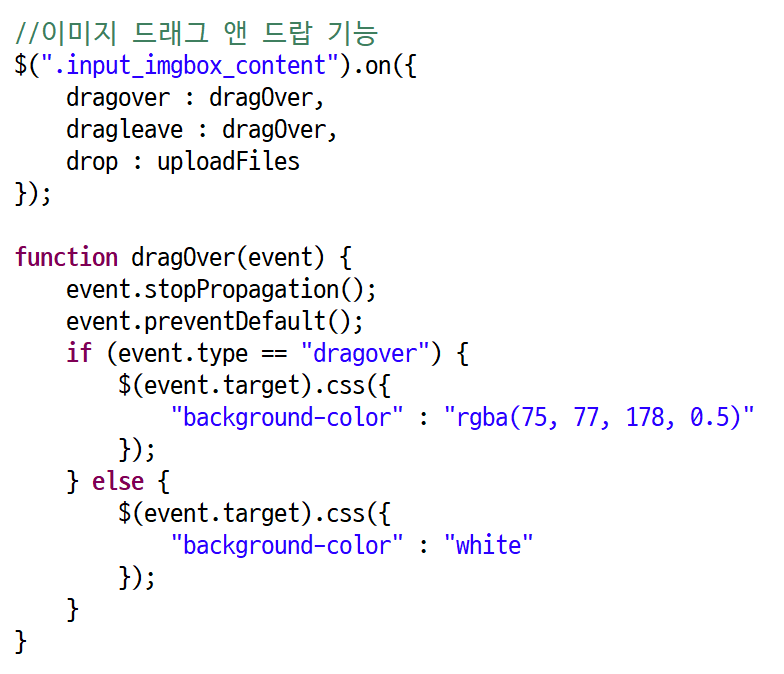 //이미지 드래그 앤 드랍 기능
$(".input_imgbox_content").on({
    dragover : dragOver,
    dragleave : dragOver,
    drop : uploadFiles
});

function dragOver(event) {
    event.stopPropagation();
    event.preventDefault();
    if (event.type == "dragover") {
        $(event.target).css({
            "background-color" : "rgba(75, 77, 178, 0.5)"
        });
    } else {
        $(event.target).css({
            "background-color" : "white"
        });
    }
}